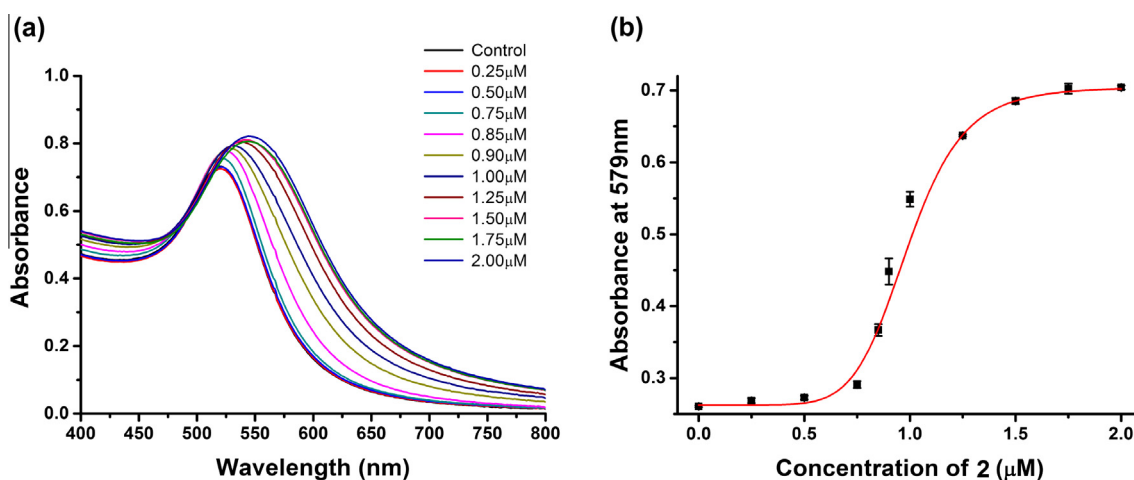 (a)
Control
0.25μM
0.50μM
0.75μM
0.85μM
0.90μM
1.00μM
1.25μM
1.50μM
1.75μM
2.00μM
1.0
0.8
0.6
0.4
0.2
0.0
Absorbance
400 450 500 550 600 650 700 750 800
Wavelength (nm)
(b)
0.7
0.6
0.5
0.4
0.3
Absorbance at 579nm
0.0 0.5 1.0 1.5 2.0
Concentration of 2 (μM)